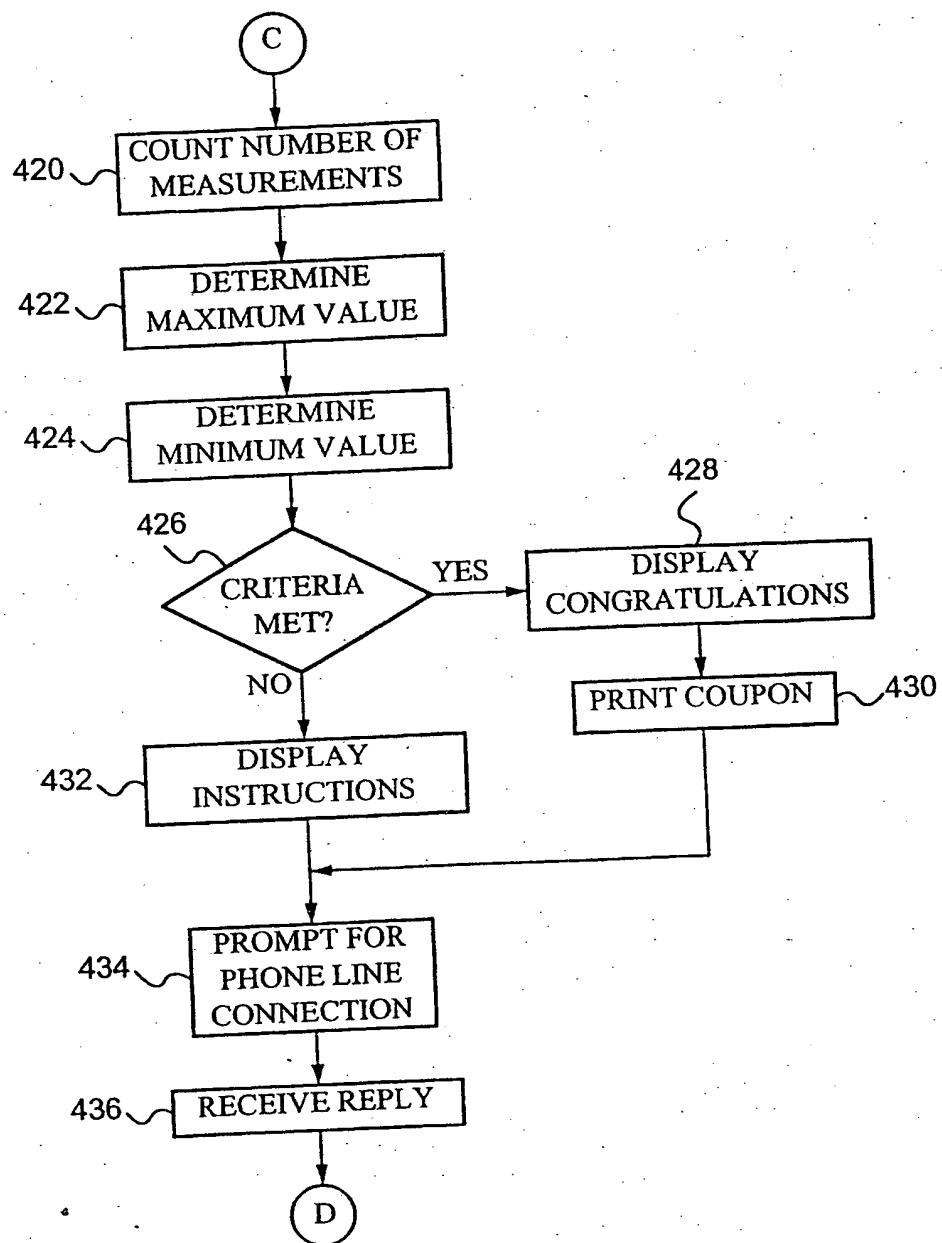 C
420
COUNT NUMBER OF
MEASUREMENTS
422
DETERMINE
MAXIMUM VALUE
424
DETERMINE
MINIMUM VALUE
426
CRITERIA
MET?
YES
428
DISPLAY
CONGRATULATIONS
NO
PRINT COUPON
430
432
DISPLAY
INSTRUCTIONS
434
PROMPT FOR
PHONE LINE
CONNECTION
436
RECEIVE REPLY
D